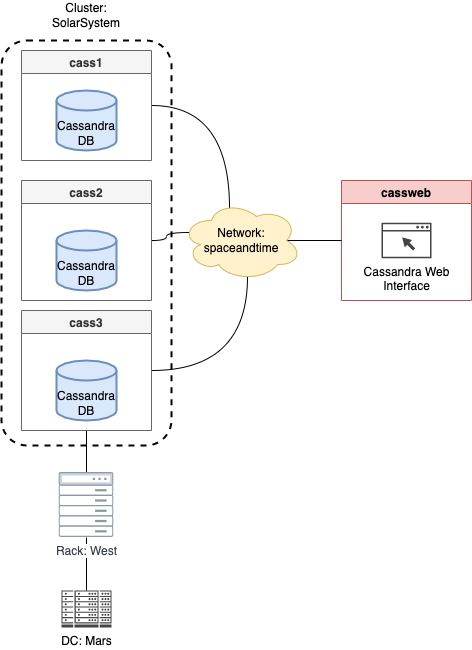 Cluster:
SolarSystem
cass1
Cassandra
DB
cass2
Cassandra
DB
cass3
Cassandra
DB
Network:
spaceandtime
cassweb
Cassandra Web
Interface
Rack: West
DC: Mars